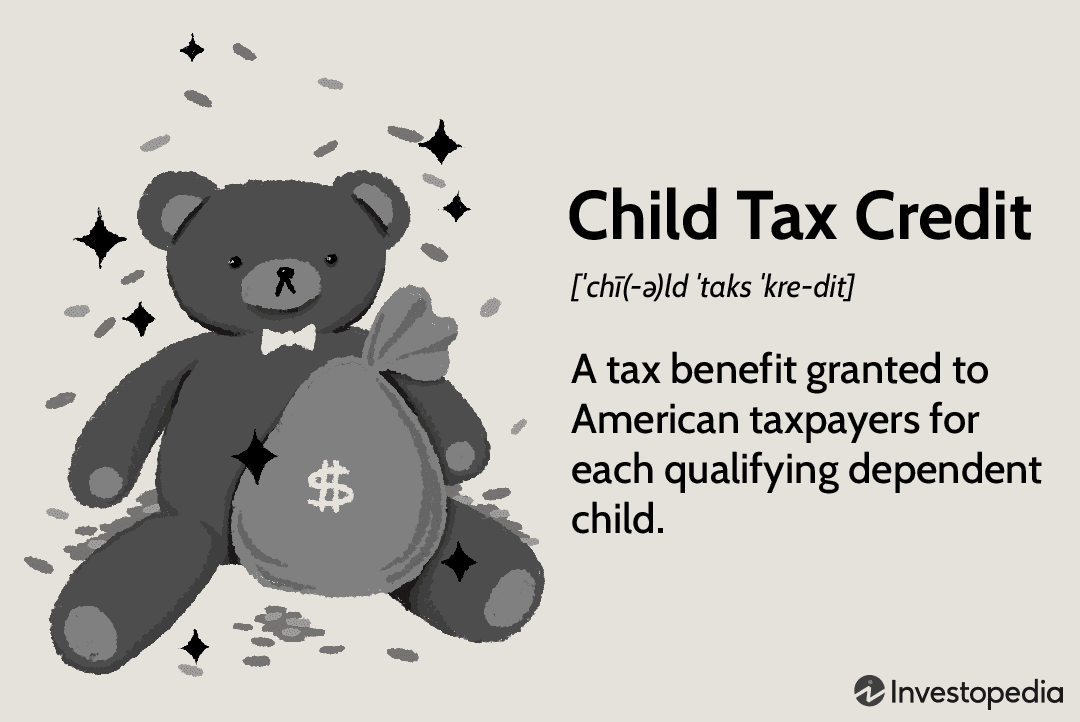 Child Tax Credit
[ˈchī(-ə)ld ˈtaks ˈkre-dit]
A tax benefit granted to
American taxpayers for
each qualifying dependent
child.
$
Investopedia